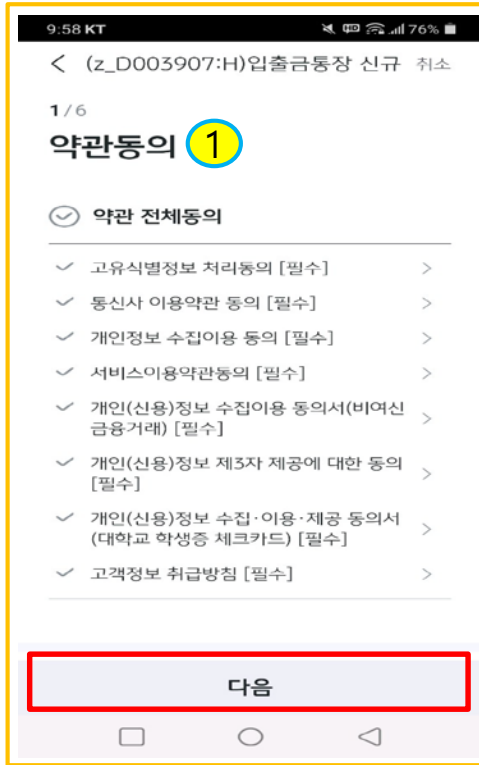 9:58 KT 76%
(z_D003907:H)입출금통장 신규 취소
1/6
약관동의 1
약관 전체동의
고유식별정보 처리동의 [필수]
통신사 이용약관 동의 [필수]
개인정보 수집이용 동의 [필수]
서비스이용약관동의 [필수]
개인(신용)정보 수집이용 동의서(비여신
금융거래) [필수]
개인(신용)정보 제3자 제공에 대한 동의
[필수]
개인(신용)정보 수집·이용·제공 동의서
(대학교 학생증 체크카드) [필수]
고객정보 취급방침 [필수]
다음